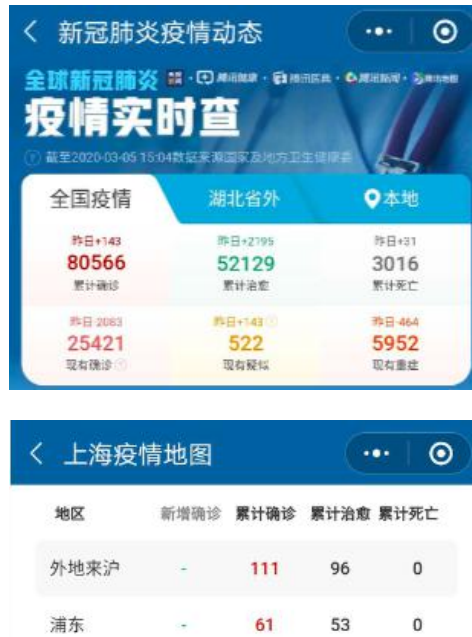 新冠肺炎疫情动态
全球新冠肺炎
疫情实时查
截至2020-03-05 15:04数据来源国家及地方卫生健康委
全国疫情 湖北省外 本地
昨日+143 昨日+2195 昨日+31
80566 52129 3016
累计确诊 累计治愈 累计死亡
昨日-2083 昨日+143 昨日-464
25421 522 5952
现有确诊 现有疑似 现有重症
上海疫情地图
地区 新增确诊 累计确诊 累计治愈 累计死亡
外地来沪 - 111 96 0
浦东 - 61 53 0